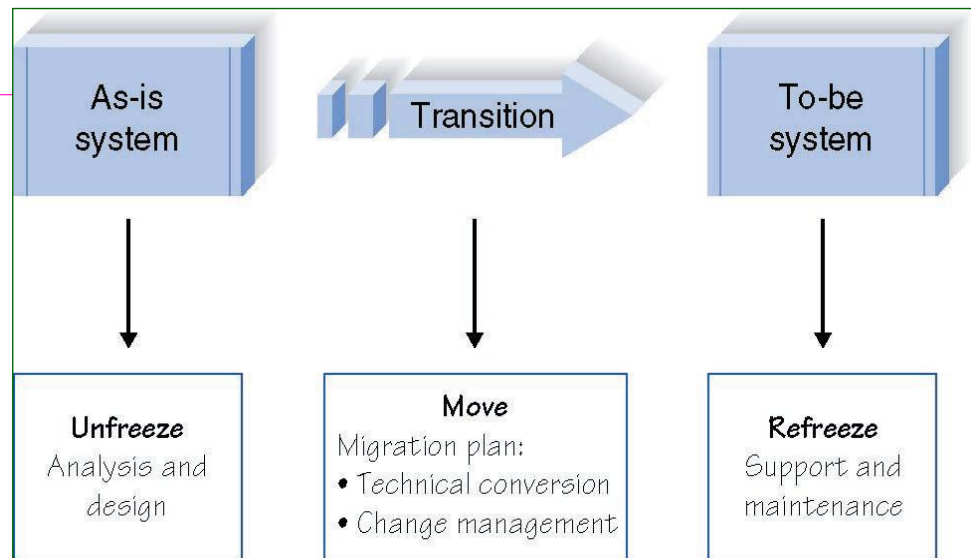 As-is
system
Transition
To-be
system
Unfreeze
Analysis and
design
Move
Migration plan:
• Technical conversion
• Change management
Refreeze
Support and
maintenance